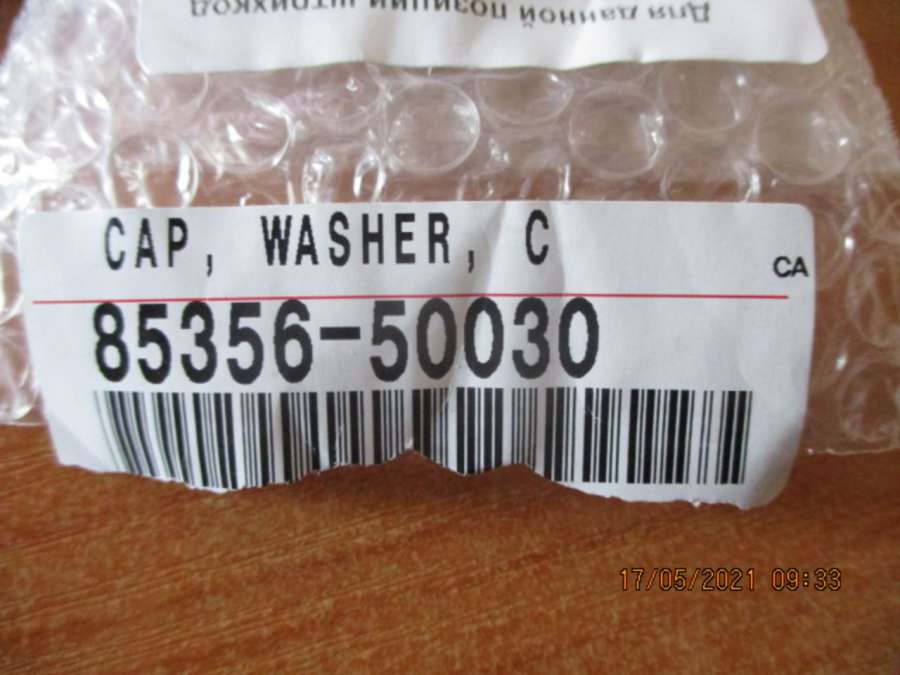 Для данной позиции штрихкод
CAP, WASHER, C
CA
85356-50030
17/05/2021 09:33